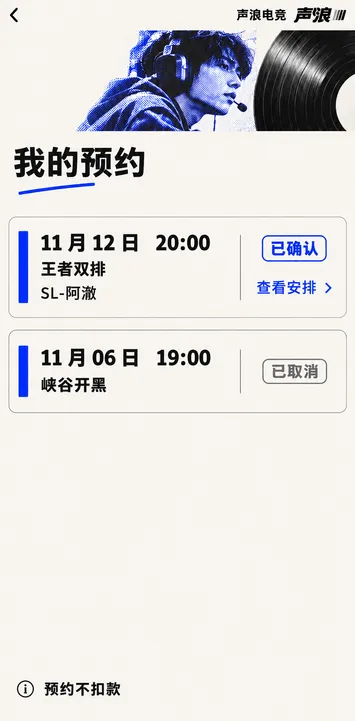 声浪电竞 声浪
我的预约
11 月 12 日 20:00
已确认
王者双排
查看安排
SL-阿澈
11 月 06 日 19:00
已取消
峡谷开黑
预约不扣款